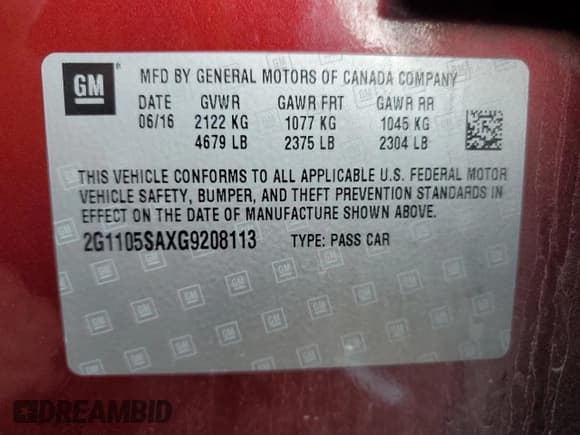 GM
MFD BY GENERAL MOTORS OF CANADA COMPANY
DATE GVWR GAWR FRT GAWR RR
06/16 2122 KG 1077 KG 1045 KG
4679 LB 2375 LB 2304 LB
THIS VEHICLE CONFORMS TO ALL APPLICABLE U.S. FEDERAL MOTOR
VEHICLE SAFETY, BUMPER, AND THEFT PREVENTION STANDARDS IN
EFFECT ON THE DATE OF MANUFACTURE SHOWN ABOVE.
2G1105SAXG9208113 TYPE: PASS CAR
DREAMBID